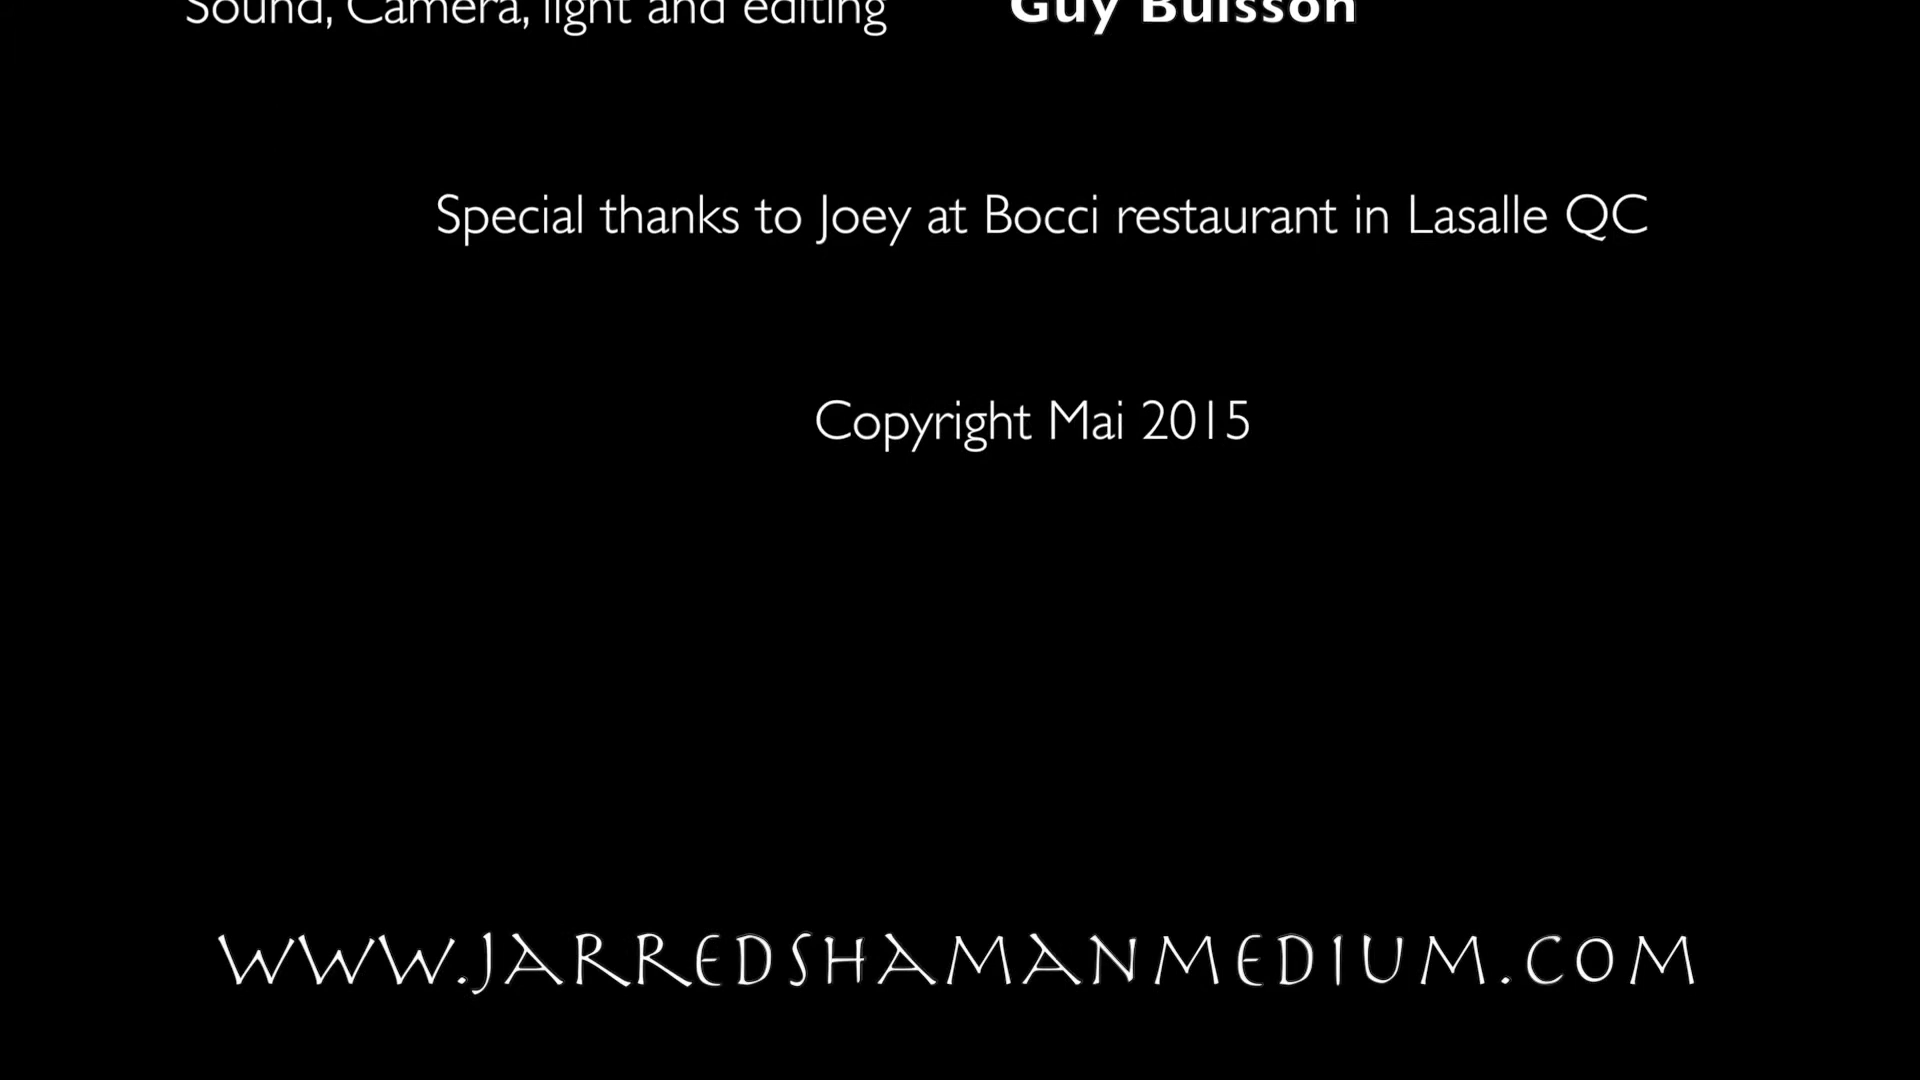 Sound, Camera, light and editing Guy Buisson
Special thanks to Joey at Bocci restaurant in Lasalle QC
Copyright Mai 2015
WWW.JARREDSHAMANMEDIUM.COM